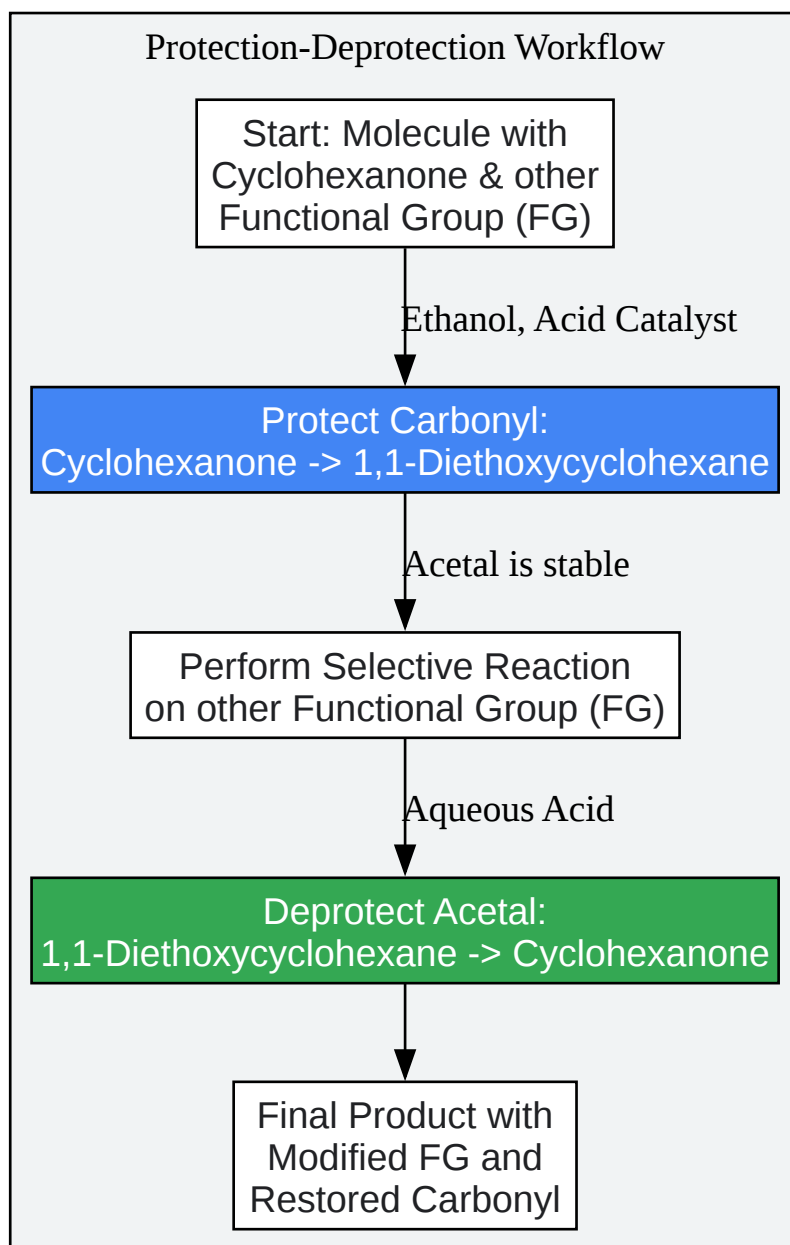 Protection-Deprotection Workflow
Start: Molecule with
Cyclohexanone & other
Functional Group (FG)
Ethanol, Acid Catalyst
Protect Carbonyl:
Cyclohexanone -> 1,1-Diethoxycyclohexane
Acetal is stable
Perform Selective Reaction
on other Functional Group (FG)
Aqueous Acid
Deprotect Acetal:
1,1-Diethoxycyclohexane -> Cyclohexanone
Final Product with
Modified FG and
Restored Carbonyl